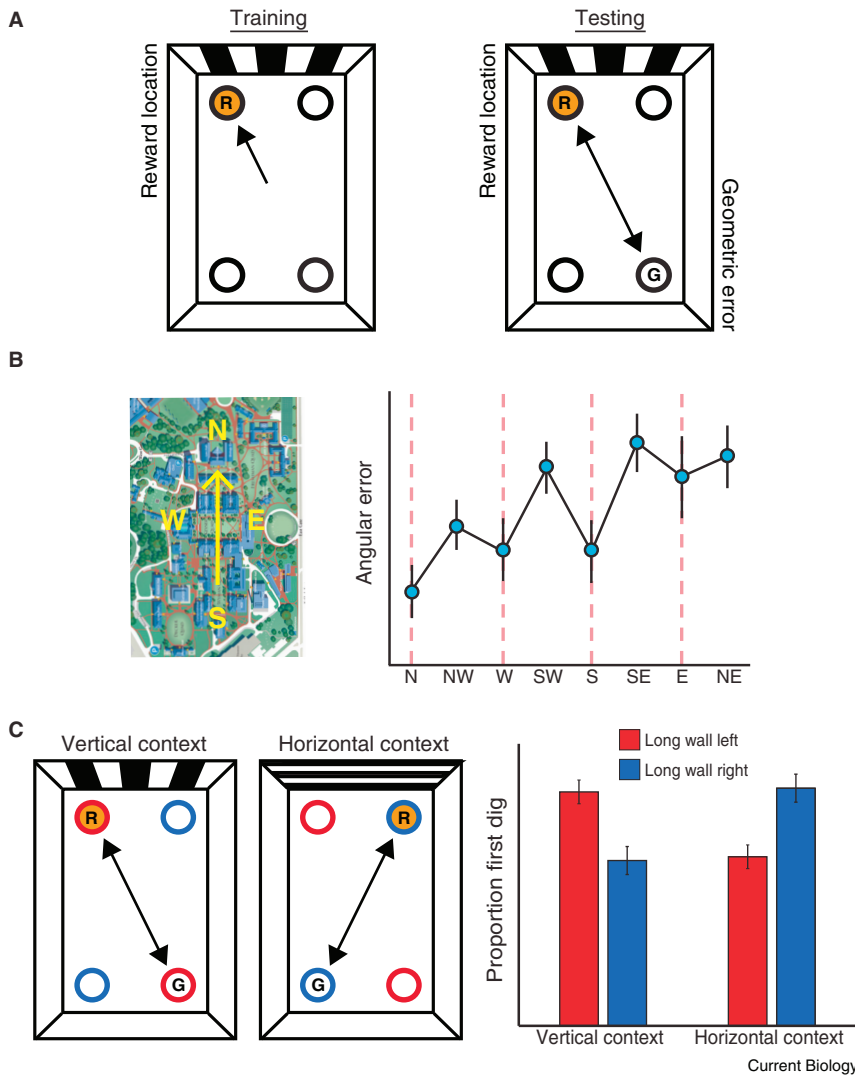 A
Training
Testing
Reward location
R
Reward location
R
G
Geometric error
B
N
W
E
S
Angular error
N
NW
W
SW
S
SE
E
NE
C
Vertical context
Horizontal context
R
G
R
G
Proportion first dig
Long wall left
Long wall right
Vertical context
Horizontal context
Current Biology